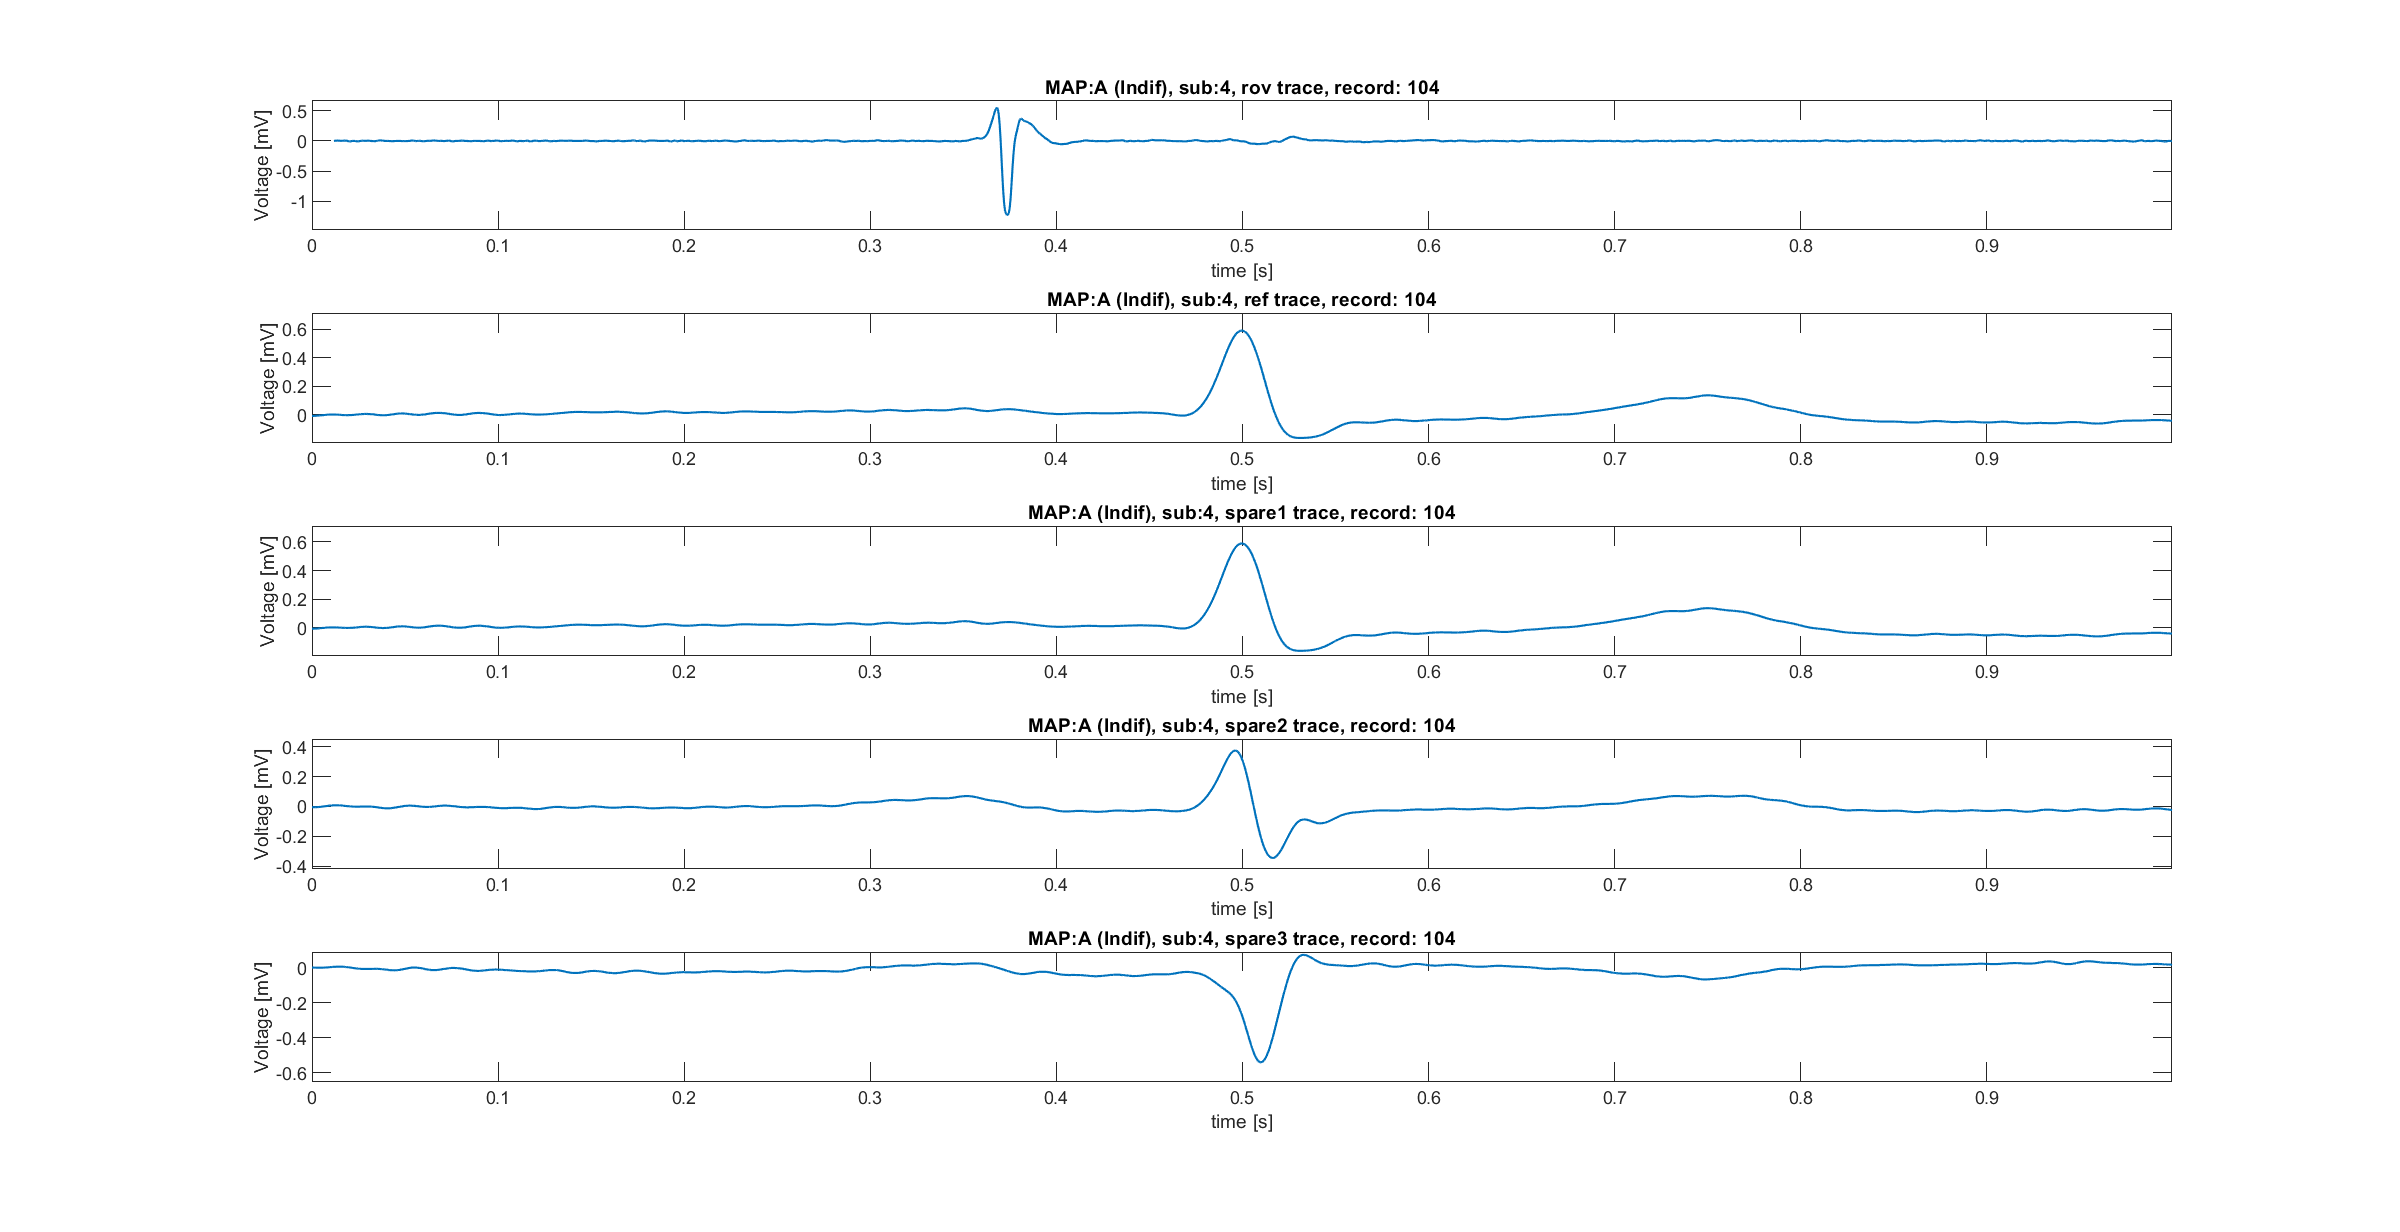 MAP:A (Indif), sub:4, rov trace, record: 104
Voltage [mV]
0.5
0
-0.5
-1
0 0.1 0.2 0.3 0.4 0.5 0.6 0.7 0.8 0.9
time [s]
MAP:A (Indif), sub:4, ref trace, record: 104
Voltage [mV]
0.6
0.4
0.2
0
0 0.1 0.2 0.3 0.4 0.5 0.6 0.7 0.8 0.9
time [s]
MAP:A (Indif), sub:4, spare1 trace, record: 104
Voltage [mV]
0.6
0.4
0.2
0
0 0.1 0.2 0.3 0.4 0.5 0.6 0.7 0.8 0.9
time [s]
MAP:A (Indif), sub:4, spare2 trace, record: 104
Voltage [mV]
0.4
0.2
0
-0.2
-0.4
0 0.1 0.2 0.3 0.4 0.5 0.6 0.7 0.8 0.9
time [s]
MAP:A (Indif), sub:4, spare3 trace, record: 104
Voltage [mV]
0
-0.2
-0.4
-0.6
0 0.1 0.2 0.3 0.4 0.5 0.6 0.7 0.8 0.9
time [s]